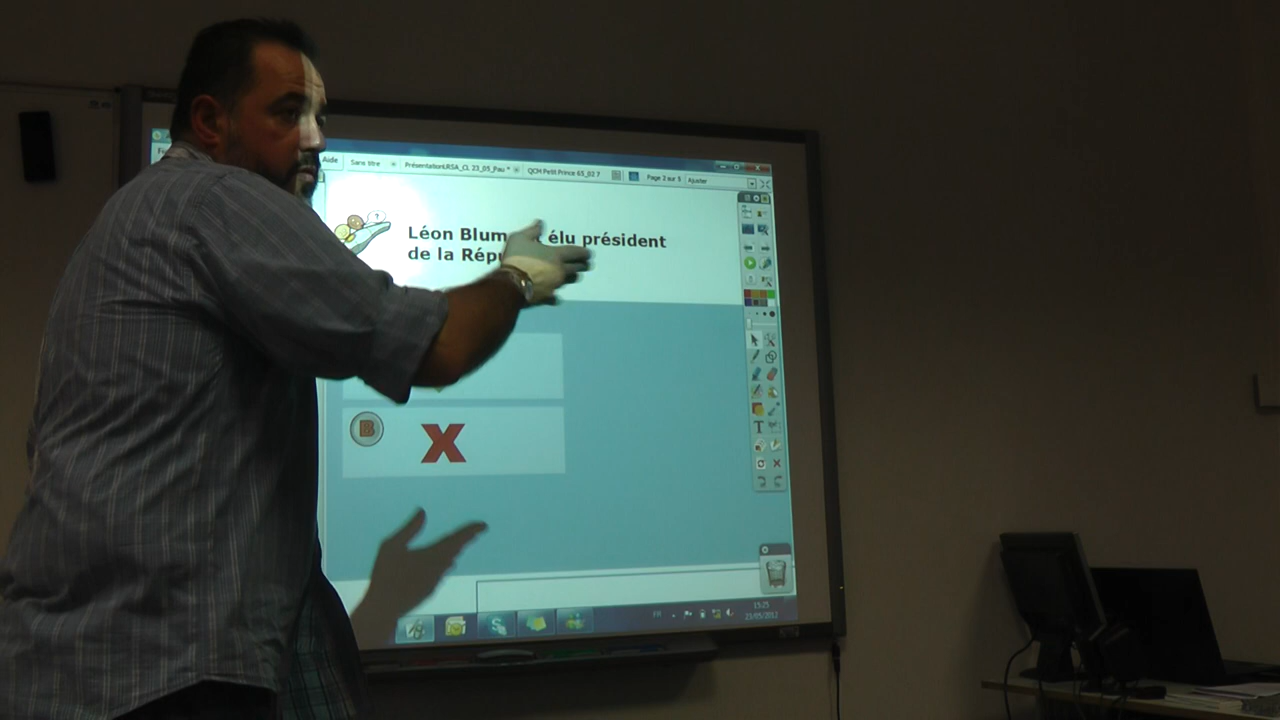 Aide Sans titre PrésentationURSA_CL 23_05_Pau * QCM Petit Prince 65_02 7 Page 2 sur 5 Ajuster
?
Léon Blum élu président
de la Répu
B X
T
FR 15:25
21/05/2012